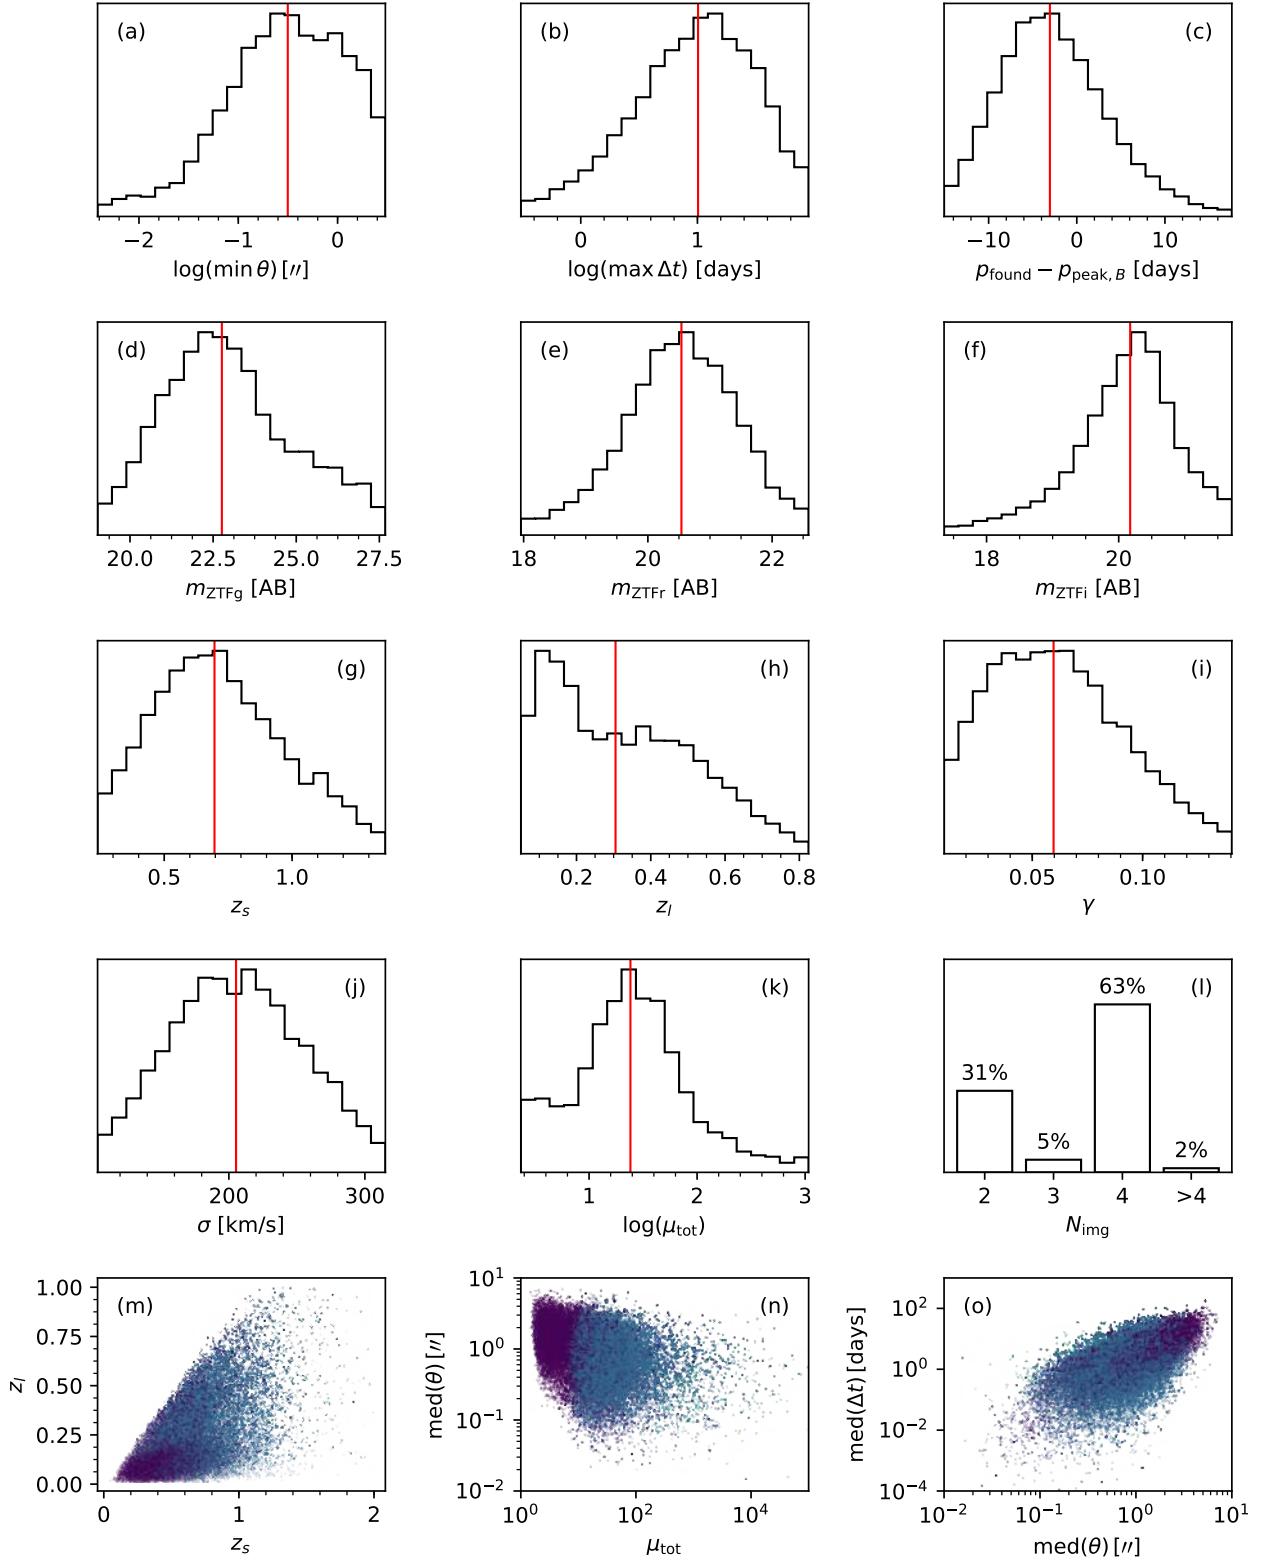 (a) (b) (c)
−2 −1 0 0 1 −10 0 10
log(min θ) [″] log(max Δt) [days] p_found − p_peak, B [days]
(d) (e) (f)
20.0 22.5 25.0 27.5 18 20 22 18 20
m_ZTFg [AB] m_ZTFr [AB] m_ZTFi [AB]
(g) (h) (i)
0.5 1.0 0.2 0.4 0.6 0.8 0.05 0.10
z_s z_l γ
(j) (k) (l)
63%
31%
5% 2%
200 300 1 2 3 2 3 4 >4
σ [km/s] log(μ_tot) N_img
(m) (n) (o)
1.00
0.75
0.50
0.25
0.00
z_l
0 1 2
z_s
10^1
10^0
10^−1
10^−2
med(θ) [″]
10^0 10^2 10^4
μ_tot
10^2
10^0
10^−2
10^−4
med(Δt) [days]
10^−2 10^−1 10^0 10^1
med(θ) [″]